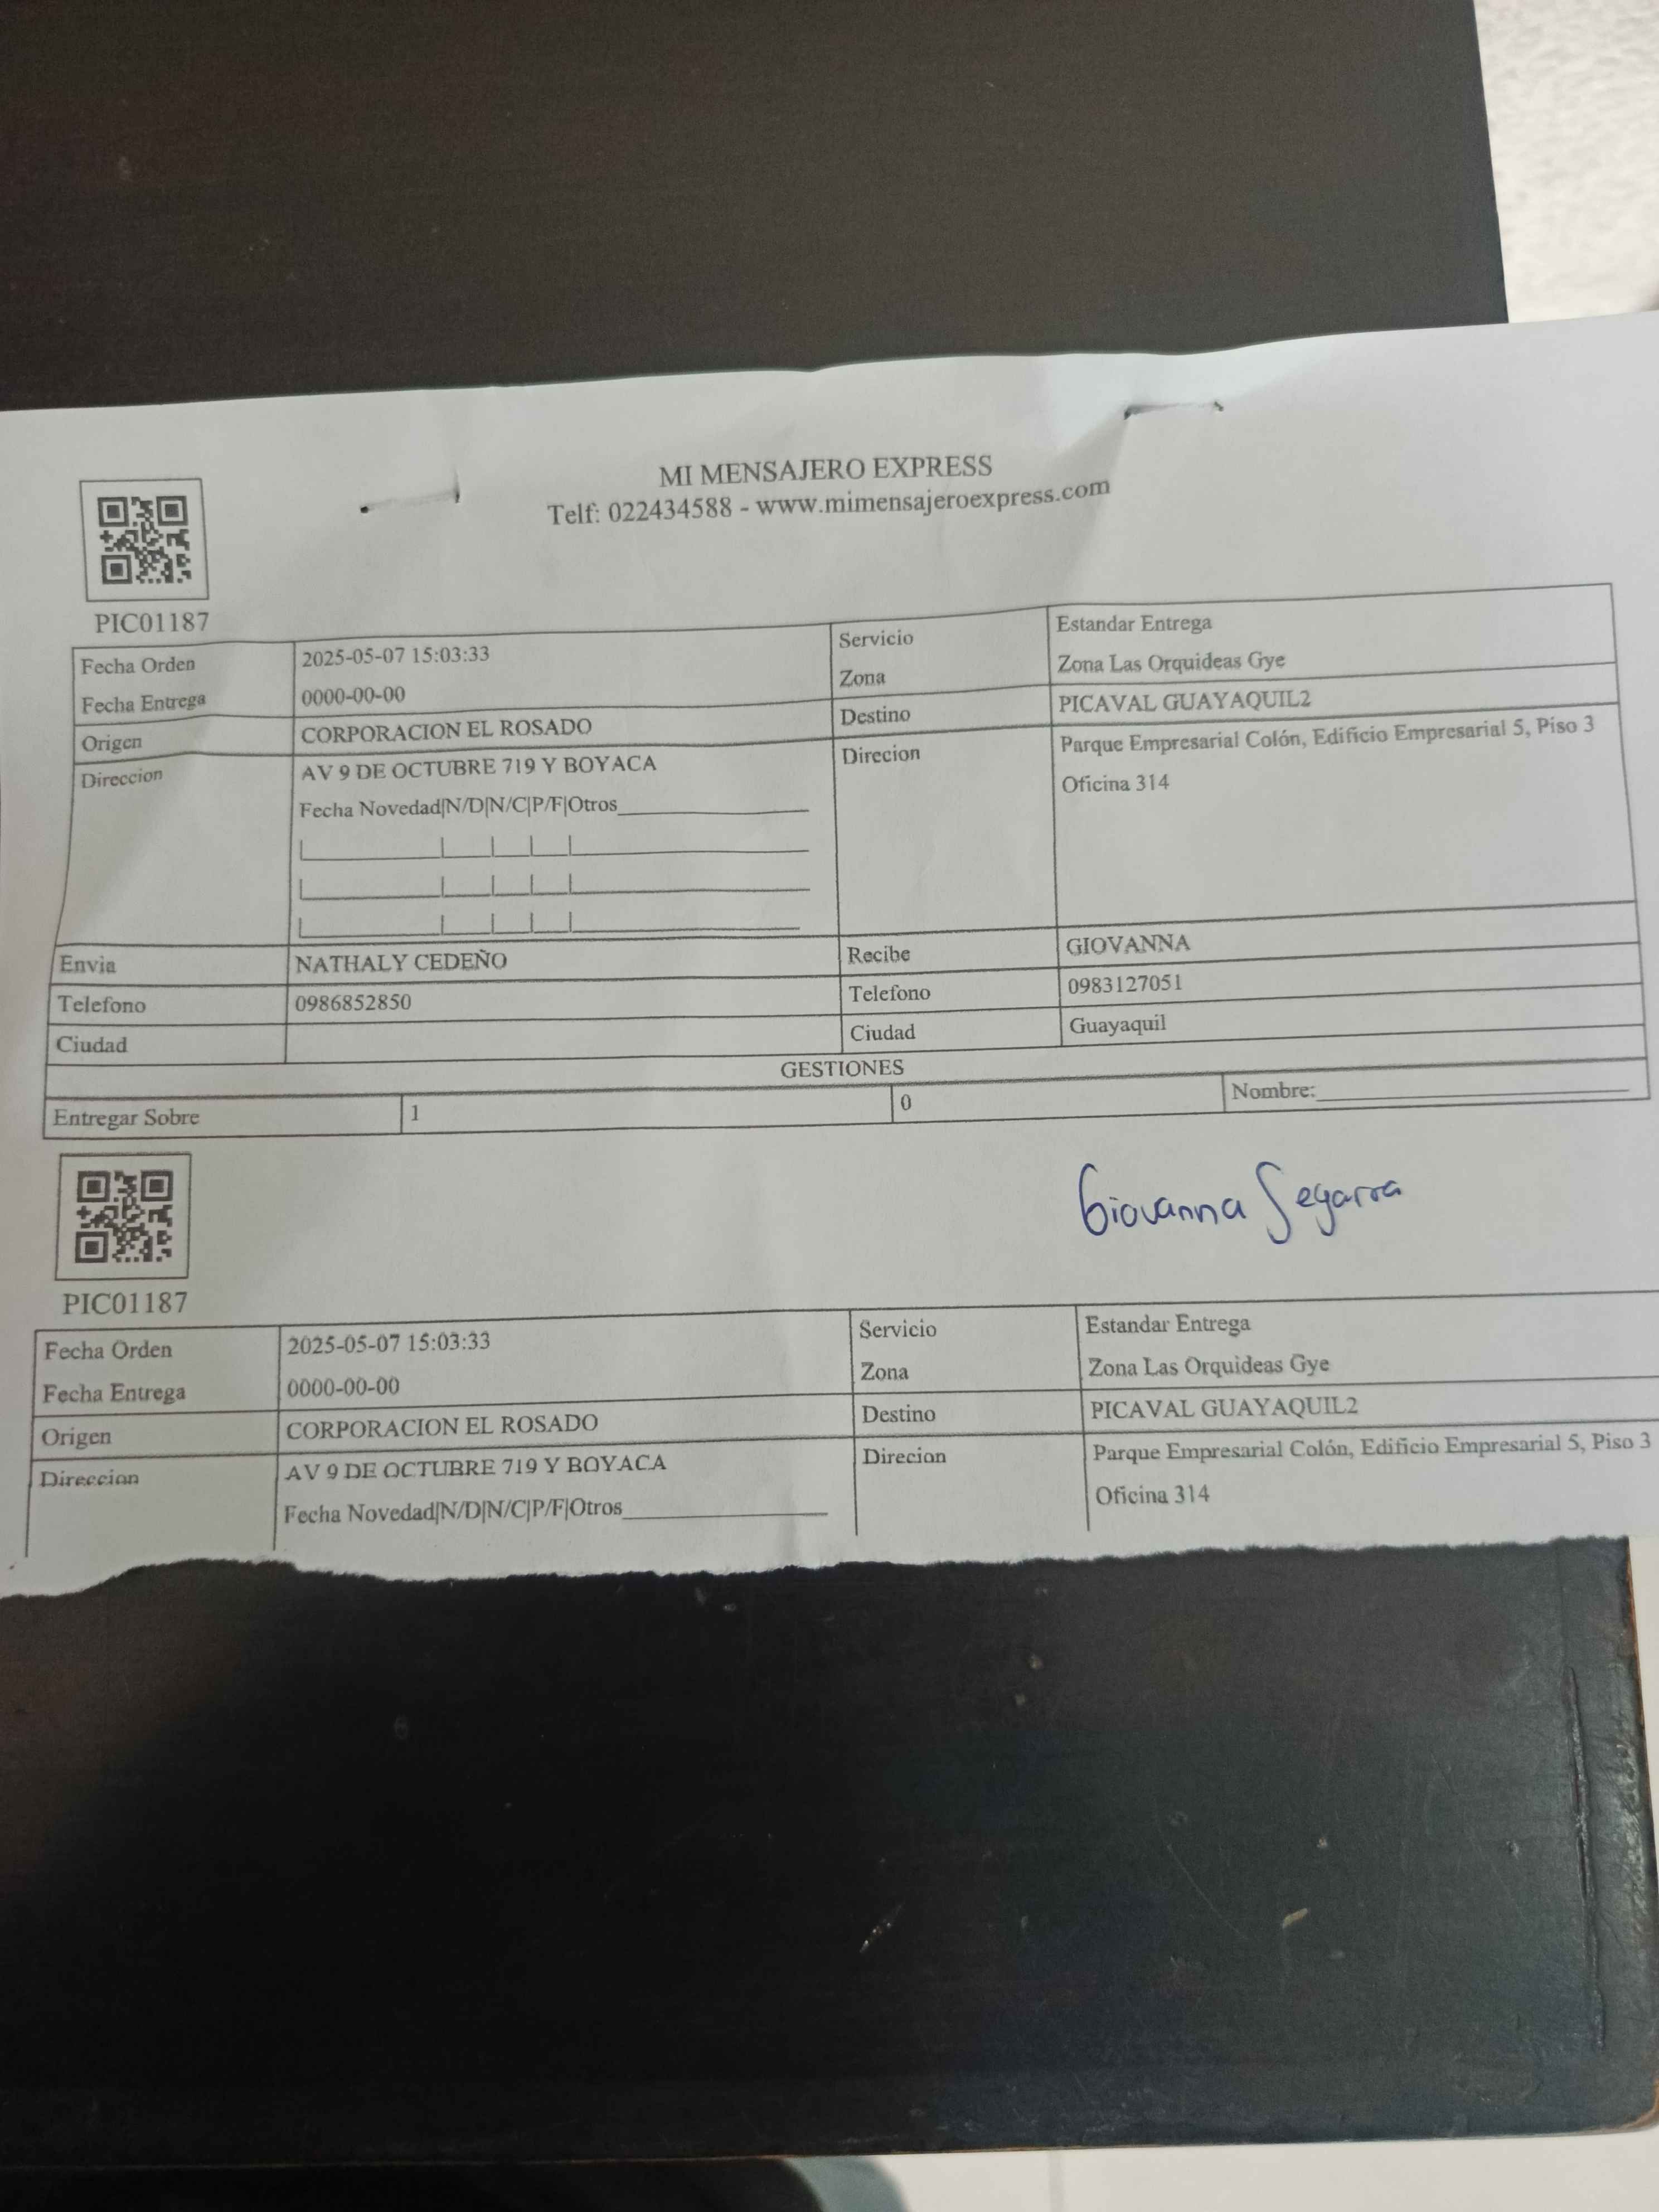 MI MENSAJERO EXPRESS
Telf: 022434588 - www.mimensajeroexpress.com
PIC01187
Fecha Orden 2025-05-07 15:03:33 Servicio Estandar Entrega
Fecha Entrega 0000-00-00 Zona Zona Las Orquideas Gye
Origen CORPORACION EL ROSADO Destino PICAVAL GUAYAQUIL2
Direccion AV 9 DE OCTUBRE 719 Y BOYACA Direcion Parque Empresarial Colón, Edificio Empresarial 5, Piso 3
Fecha Novedad|N/D|N/C|P/F|Otros Oficina 314
Envia NATHALY CEDEÑO Recibe GIOVANNA
Telefono 0986852850 Telefono 0983127051
Ciudad Ciudad Guayaquil
GESTIONES
Entregar Sobre 1 0 Nombre:
Giovanna Segarra
PIC01187
Fecha Orden 2025-05-07 15:03:33 Servicio Estandar Entrega
Fecha Entrega 0000-00-00 Zona Zona Las Orquideas Gye
Origen CORPORACION EL ROSADO Destino PICAVAL GUAYAQUIL2
Direccion AV 9 DE OCTUBRE 719 Y BOYACA Direcion Parque Empresarial Colón, Edificio Empresarial 5, Piso 3
Fecha Novedad|N/D|N/C|P/F|Otros Oficina 314